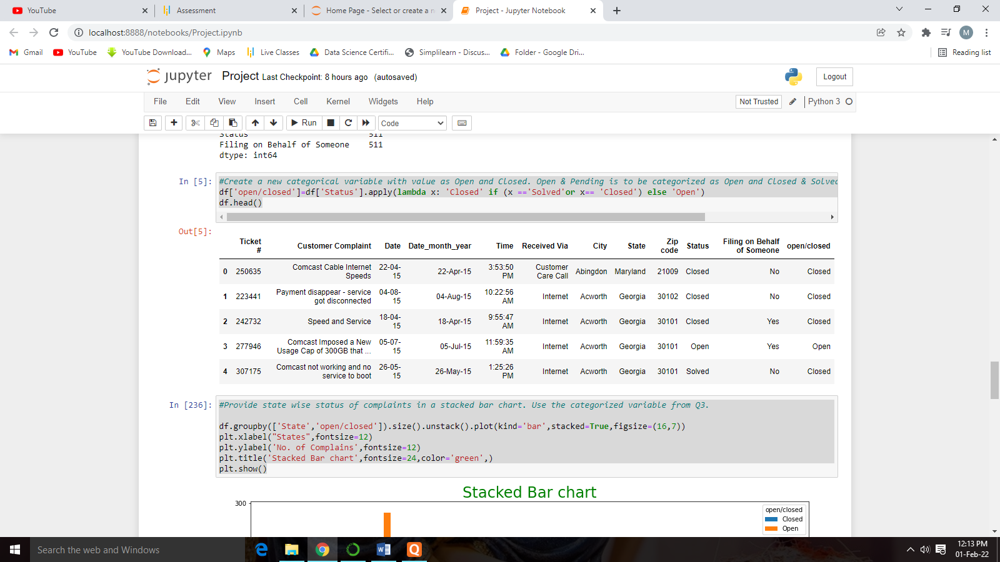 YouTube
Assessment
Home Page - Select or create a n
Project - Jupyter Notebook
localhost:8888/notebooks/Project.ipynb
M
Gmail
YouTube
YouTube Download...
Maps
Live Classes
Data Science Certifi...
Simplilearn - Discus...
Folder - Google Dri...
Reading list
jupyter
Project Last Checkpoint: 8 hours ago (autosaved)
Logout
File Edit View Insert Cell Kernel Widgets Help
Not Trusted
Python 3
Run
Code
Status 511
Filing on Behalf of Someone 511
dtype: int64
In [5]:
#Create a new categorical variable with value as Open and Closed. Open & Pending is to be categorized as Open and Closed & Solved
df['open/closed']=df['Status'].apply(lambda x: 'Closed' if (x =='Solved'or x== 'Closed') else 'Open')
df.head()
Out[5]:
Ticket # Customer Complaint Date Date_month_year Time Received Via City State Zip code Status Filing on Behalf of Someone open/closed
0 250635 Comcast Cable Internet Speeds 22-04-15 22-Apr-15 3:53:50 PM Customer Care Call Abingdon Maryland 21009 Closed No Closed
1 223441 Payment disappear - service got disconnected 04-08-15 04-Aug-15 10:22:56 AM Internet Acworth Georgia 30102 Closed No Closed
2 242732 Speed and Service 18-04-15 18-Apr-15 9:55:47 AM Internet Acworth Georgia 30101 Closed Yes Closed
3 277946 Comcast Imposed a New Usage Cap of 300GB that ... 05-07-15 05-Jul-15 11:59:35 AM Internet Acworth Georgia 30101 Open Yes Open
4 307175 Comcast not working and no service to boot 26-05-15 26-May-15 1:25:26 PM Internet Acworth Georgia 30101 Solved No Closed
In [236]:
#Provide state wise status of complaints in a stacked bar chart. Use the categorized variable from Q3.
df.groupby(['State','open/closed']).size().unstack().plot(kind='bar',stacked=True,figsize=(16,7))
plt.xlabel("States",fontsize=12)
plt.ylabel('No. of Complains',fontsize=12)
plt.title('Stacked Bar chart',fontsize=24,color='green',)
plt.show()
Stacked Bar chart
300
open/closed
Closed
Open
Search the web and Windows
12:13 PM
01-Feb-22